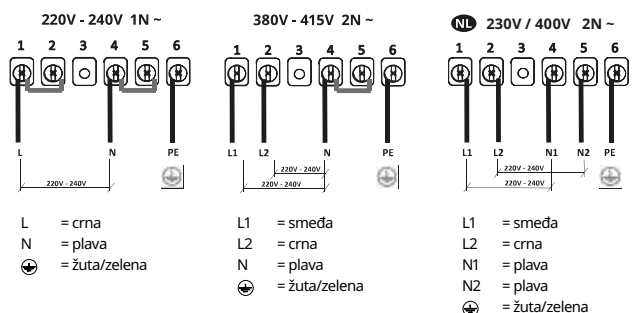 220V - 240V 1N ~
1 2 3 4 5 6
L N PE
220V - 240V
L = crna
N = plava
= žuta/zelena
380V - 415V 2N ~
1 2 3 4 5 6
L1 L2 N PE
220V - 240V
220V - 240V
L1 = smeđa
L2 = crna
N = plava
= žuta/zelena
NL 230V / 400V 2N ~
1 2 3 4 5 6
L1 L2 N1 N2 PE
220V - 240V
220V - 240V
L1 = smeđa
L2 = crna
N1 = plava
N2 = plava
= žuta/zelena